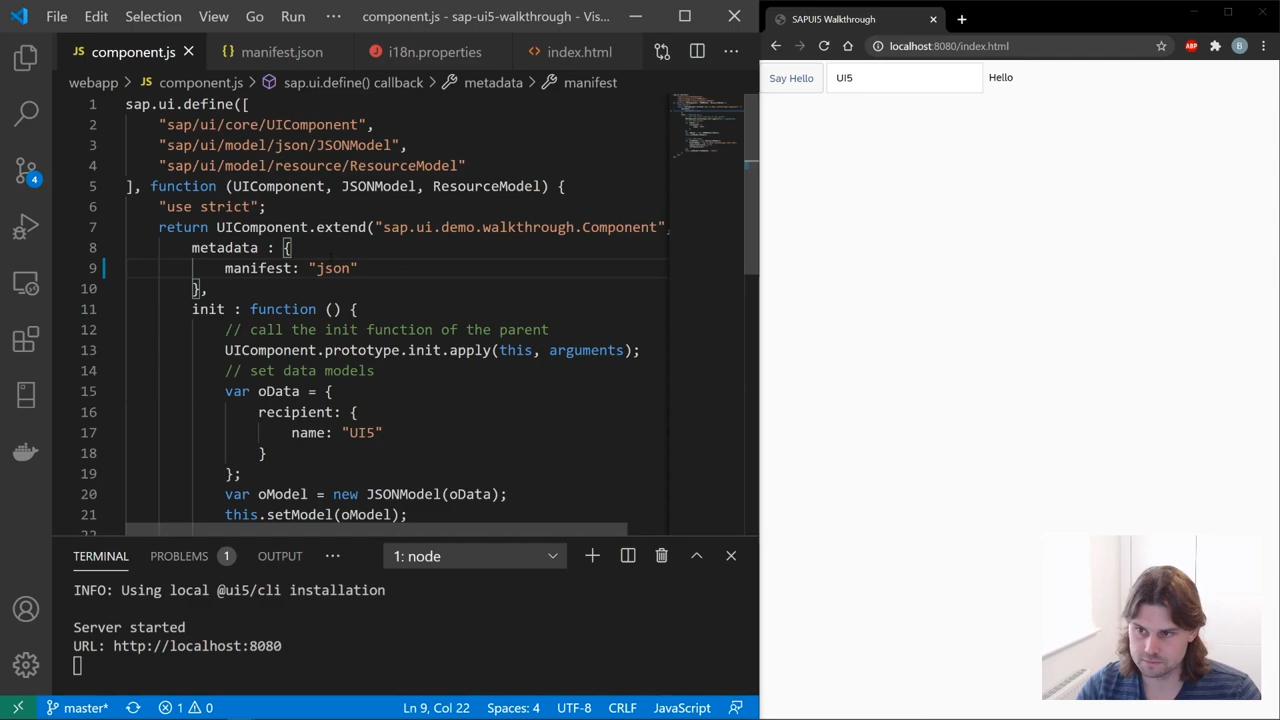 File Edit Selection View Go Run ··· component.js - sap-ui5-walkthrough - Vis...
JS component.js
{ } manifest.json
i18n.properties
<> index.html
webapp > JS component.js > sap.ui.define() callback > metadata > manifest
1 sap.ui.define([
2 "sap/ui/core/UIComponent",
3 "sap/ui/model/json/JSONModel",
4 "sap/ui/model/resource/ResourceModel"
5 ], function (UIComponent, JSONModel, ResourceModel) {
6 "use strict";
7 return UIComponent.extend("sap.ui.demo.walkthrough.Component",
8 metadata : {
9 manifest: "json"
10 },
11 init : function () {
12 // call the init function of the parent
13 UIComponent.prototype.init.apply(this, arguments);
14 // set data models
15 var oData = {
16 recipient: {
17 name: "UI5"
18 }
19 };
20 var oModel = new JSONModel(oData);
21 this.setModel(oModel);
22
4
TERMINAL PROBLEMS 1 OUTPUT ··· 1: node
INFO: Using local @ui5/cli installation
Server started
URL: http://localhost:8080
master* 1 0 Ln 9, Col 22 Spaces: 4 UTF-8 CRLF JavaScript
SAPUI5 Walkthrough
localhost:8080/index.html
ABP
B
Say Hello UI5 Hello